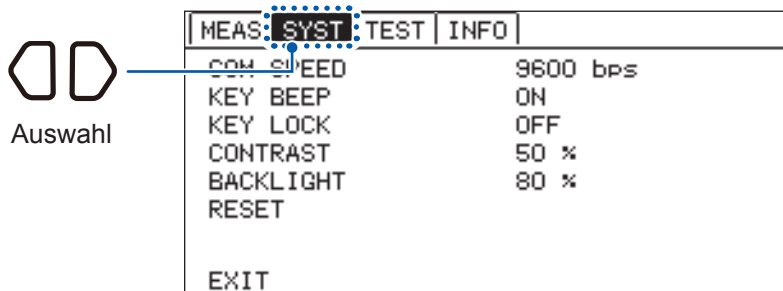 MEAS SYST TEST INFO
COM SPEED 9600 bps
KEY BEEP ON
KEY LOCK OFF
CONTRAST 50 %
BACKLIGHT 80 %
RESET
EXIT
Auswahl